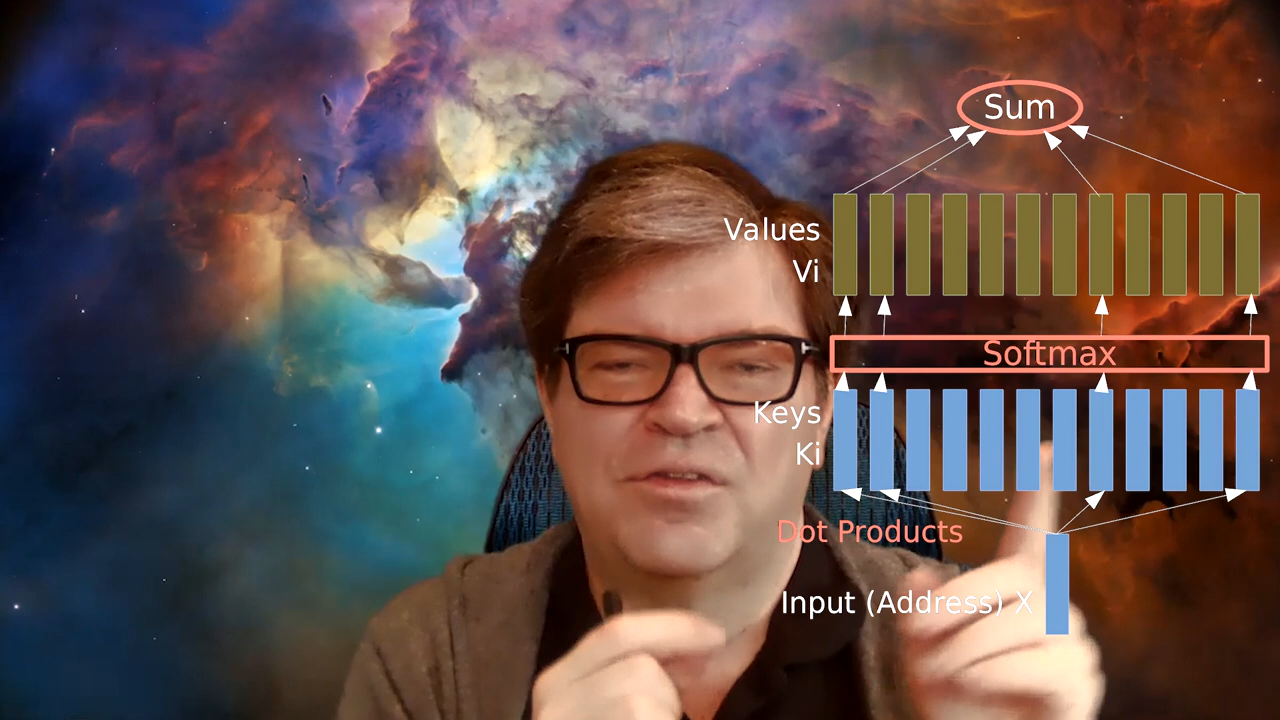 Sum
Values
Vi
Softmax
Keys
Ki
Dot Products
Input (Address) X